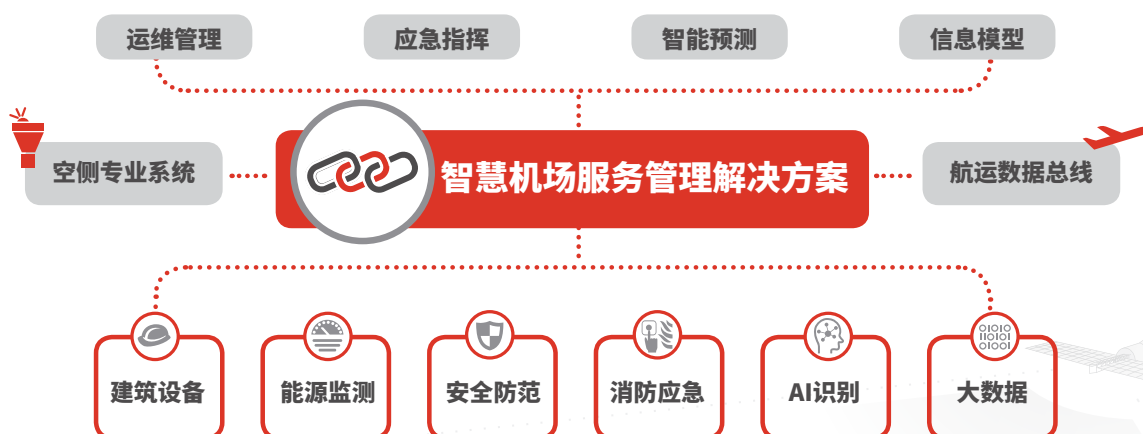 运维管理
应急指挥
智能预测
信息模型
空侧专业系统
智慧机场服务管理解决方案
航运数据总线
01010
110101
01001
建筑设备
能源监测
安全防范
消防应急
AI识别
大数据